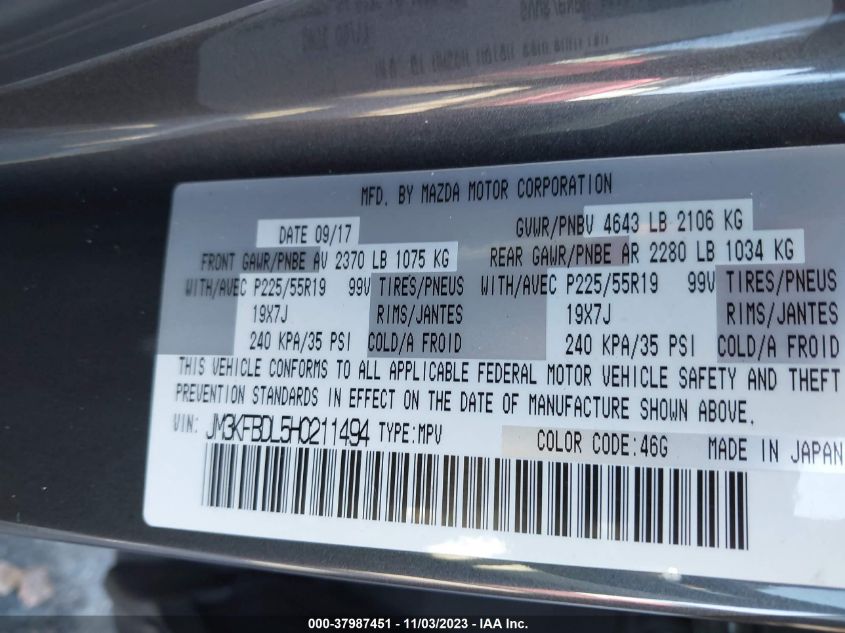 MFD. BY MAZDA MOTOR CORPORATION
DATE 09/17 GVWR/PNBV 4643 LB 2106 KG
FRONT GAWR/PNBE AV 2370 LB 1075 KG REAR GAWR/PNBE AR 2280 LB 1034 KG
WITH/AVEC P225/55R19 99V TIRES/PNEUS WITH/AVEC P225/55R19 99V TIRES/PNEUS
19X7J RIMS/JANTES 19X7J RIMS/JANTES
240 KPA/35 PSI COLD/A FROID 240 KPA/35 PSI COLD/A FROID
THIS VEHICLE CONFORMS TO ALL APPLICABLE FEDERAL MOTOR VEHICLE SAFETY AND THEFT
PREVENTION STANDARDS IN EFFECT ON THE DATE OF MANUFACTURE SHOWN ABOVE.
VIN: JM3KFBDL5H0211494 TYPE:MPV COLOR CODE:46G MADE IN JAPAN
000-37987451 - 11/03/2023 - IAA Inc.